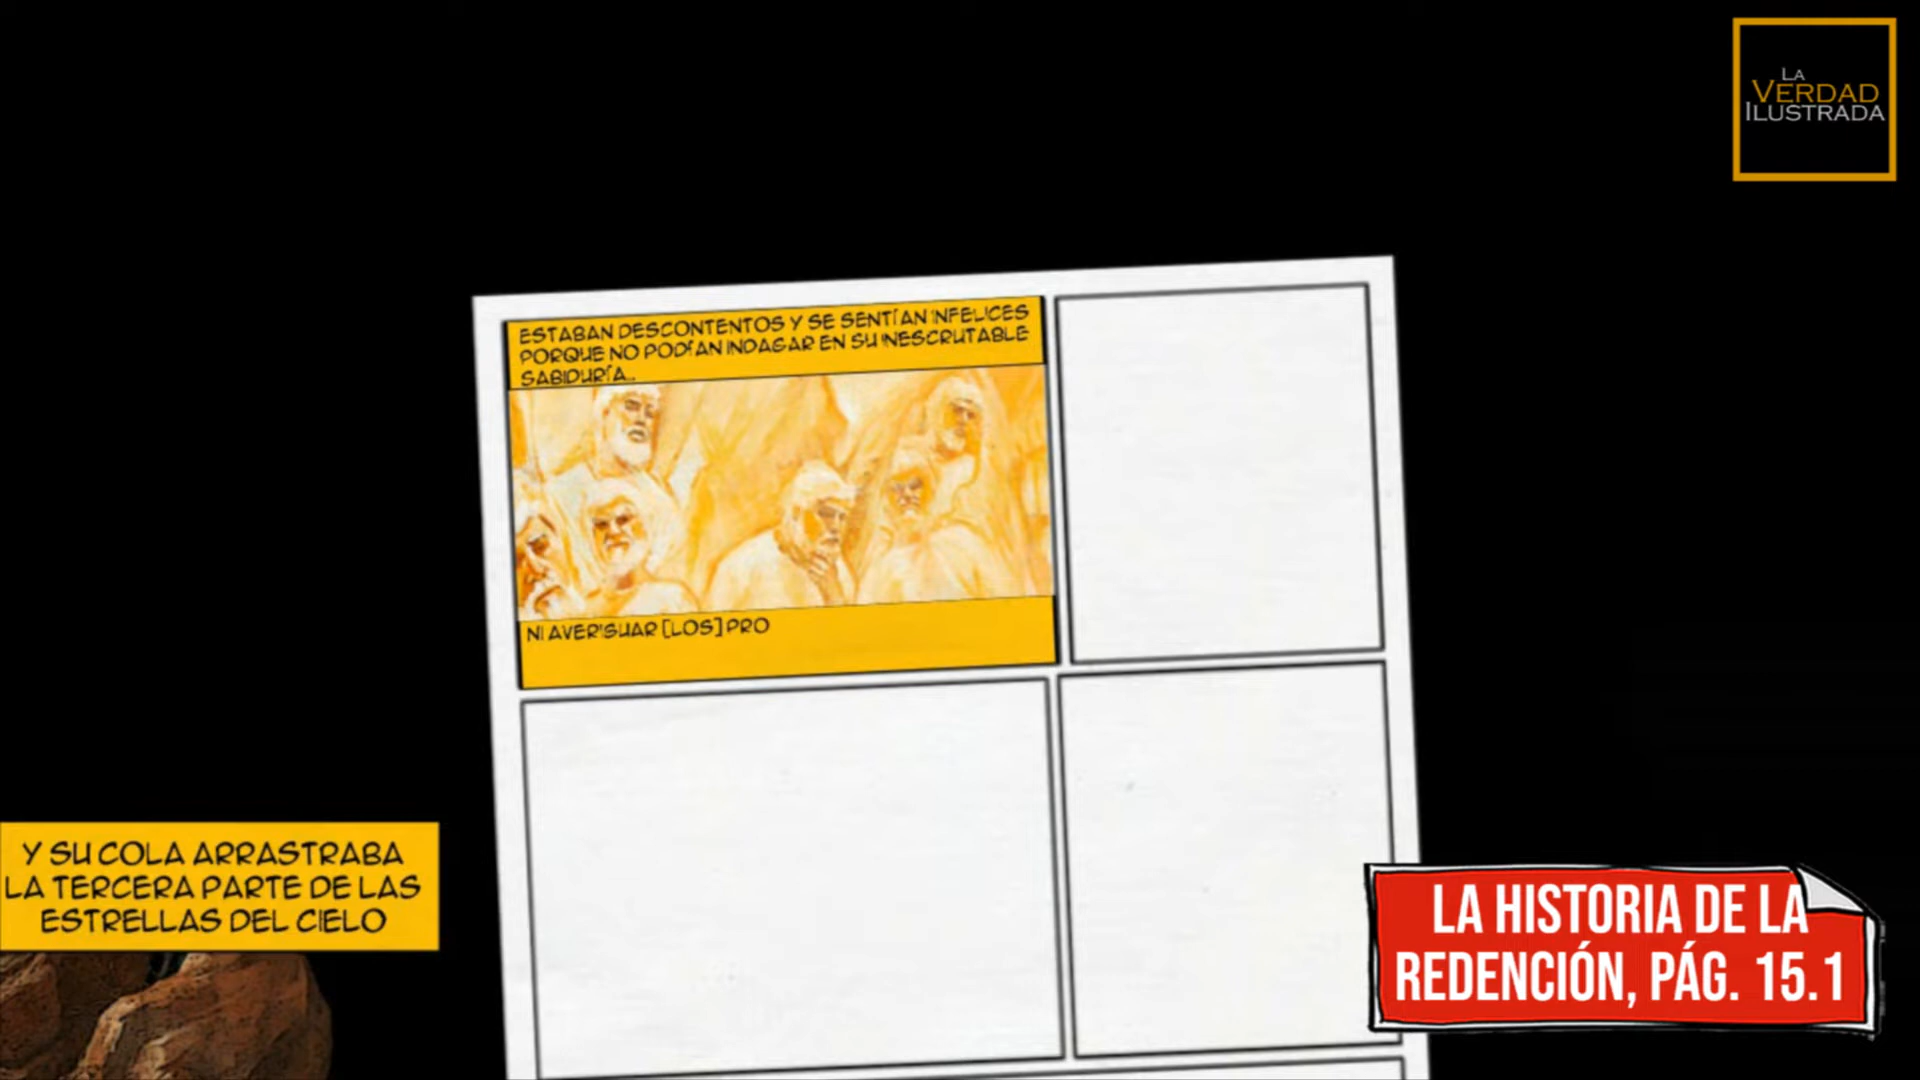 LA
VERDAD
ILUSTRADA
ESTABAN DESCONTENTOS Y SE SENTÍAN INFELICES
PORQUE NO PODÍAN INDAGAR EN SU INESCRUTABLE
SABIDURÍA...
NI AVERIGUAR [LOS] PRO
Y SU COLA ARRASTRABA
LA TERCERA PARTE DE LAS
ESTRELLAS DEL CIELO
LA HISTORIA DE LA
REDENCIÓN, PÁG. 15.1